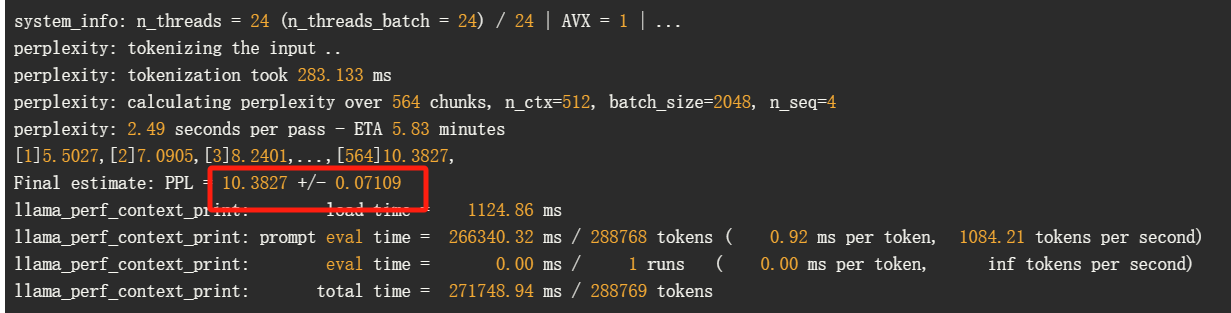 system_info: n_threads = 24 (n_threads_batch = 24) / 24 | AVX = 1 | ...
perplexity: tokenizing the input ..
perplexity: tokenization took 283.133 ms
perplexity: calculating perplexity over 564 chunks, n_ctx=512, batch_size=2048, n_seq=4
perplexity: 2.49 seconds per pass - ETA 5.83 minutes
[1]5.5027,[2]7.0905,[3]8.2401,...,[564]10.3827,
Final estimate: PPL = 10.3827 +/- 0.07109
llama_perf_context_print:        load time =    1124.86 ms
llama_perf_context_print: prompt eval time =  266340.32 ms / 288768 tokens (    0.92 ms per token,  1084.21 tokens per second)
llama_perf_context_print:        eval time =       0.00 ms /      1 runs   (    0.00 ms per token,      inf tokens per second)
llama_perf_context_print:       total time =  271748.94 ms / 288769 tokens